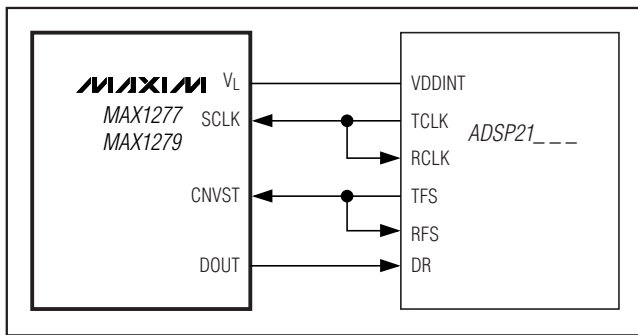 MAXIM
MAX1277
MAX1279
VL
SCLK
CNVST
DOUT
VDDINT
TCLK
RCLK
TFS
RFS
DR
ADSP21_ _ _